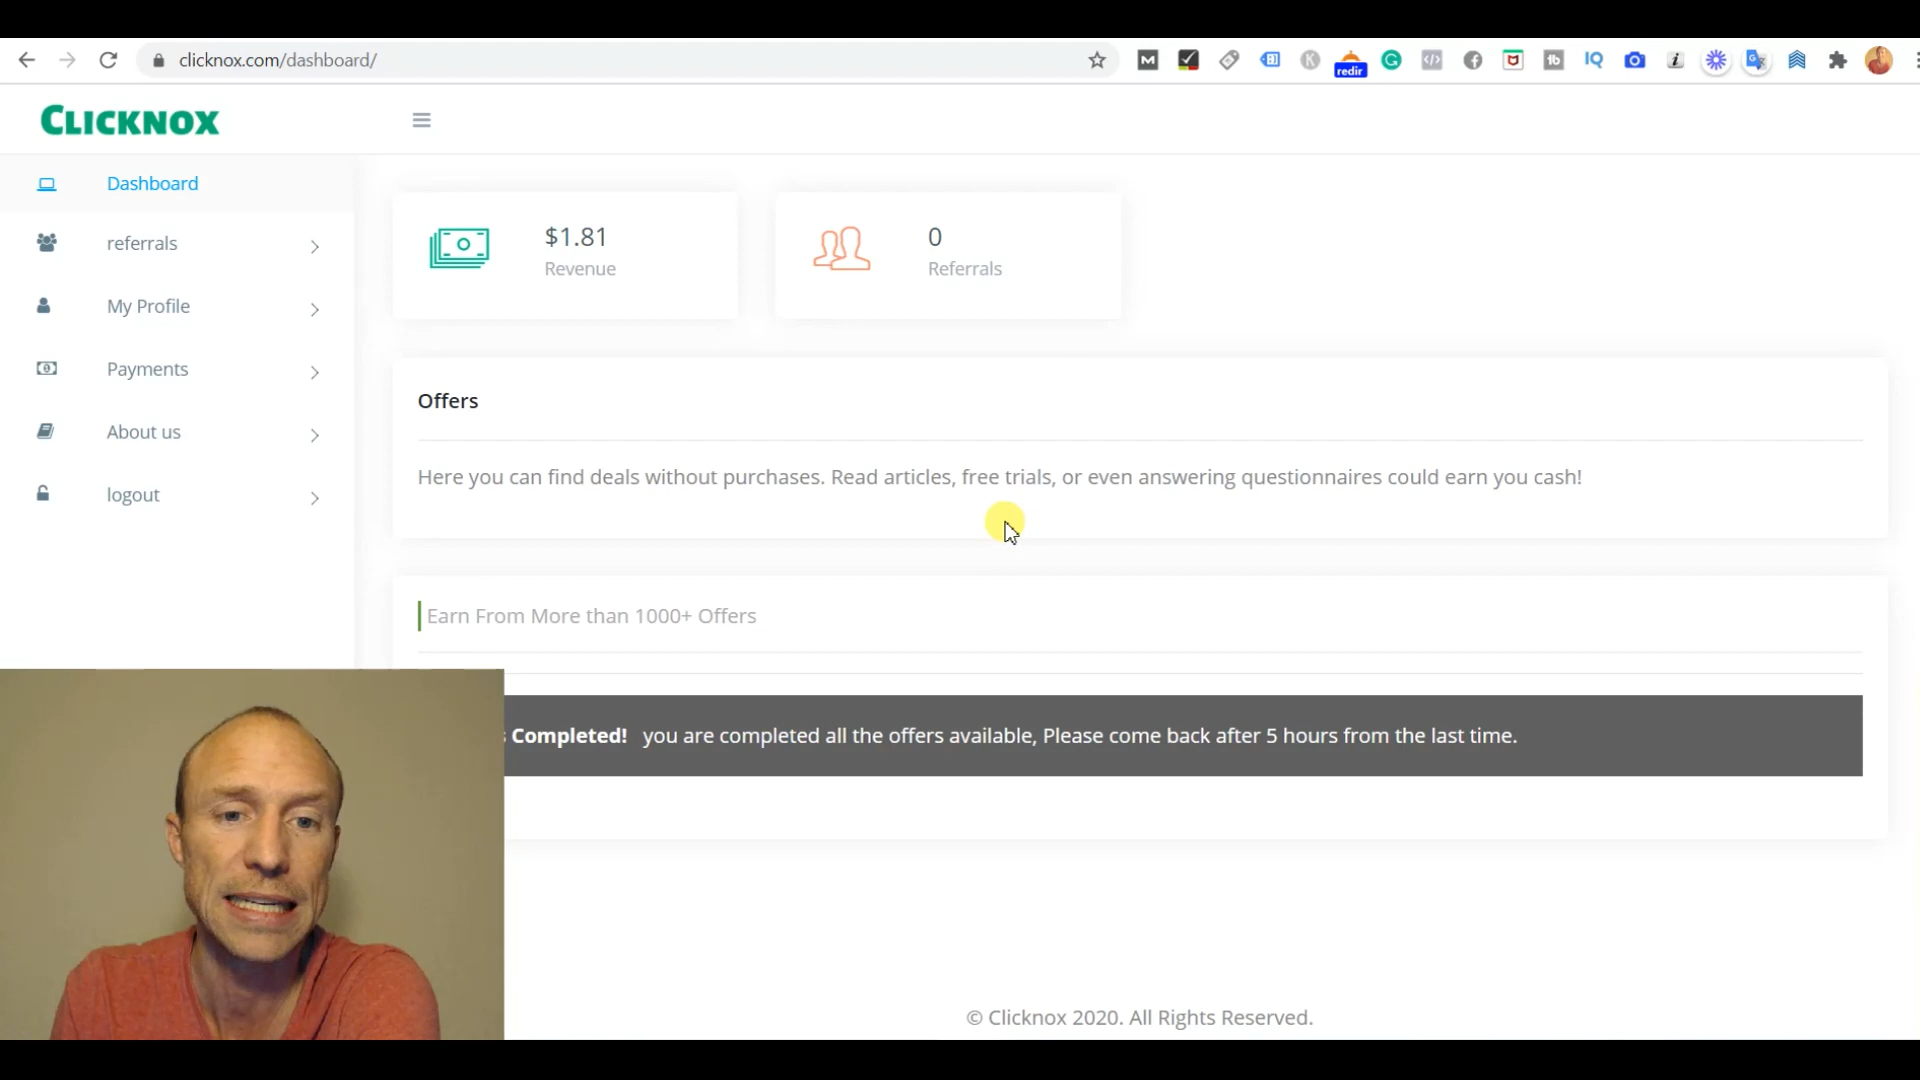 clicknox.com/dashboard/
redir
CLICKNOX
Dashboard
referrals
My Profile
Payments
About us
logout
$1.81
Revenue
0
Referrals
Offers
Here you can find deals without purchases. Read articles, free trials, or even answering questionnaires could earn you cash!
Earn From More than 1000+ Offers
Completed! you are completed all the offers available, Please come back after 5 hours from the last time.
© Clicknox 2020. All Rights Reserved.